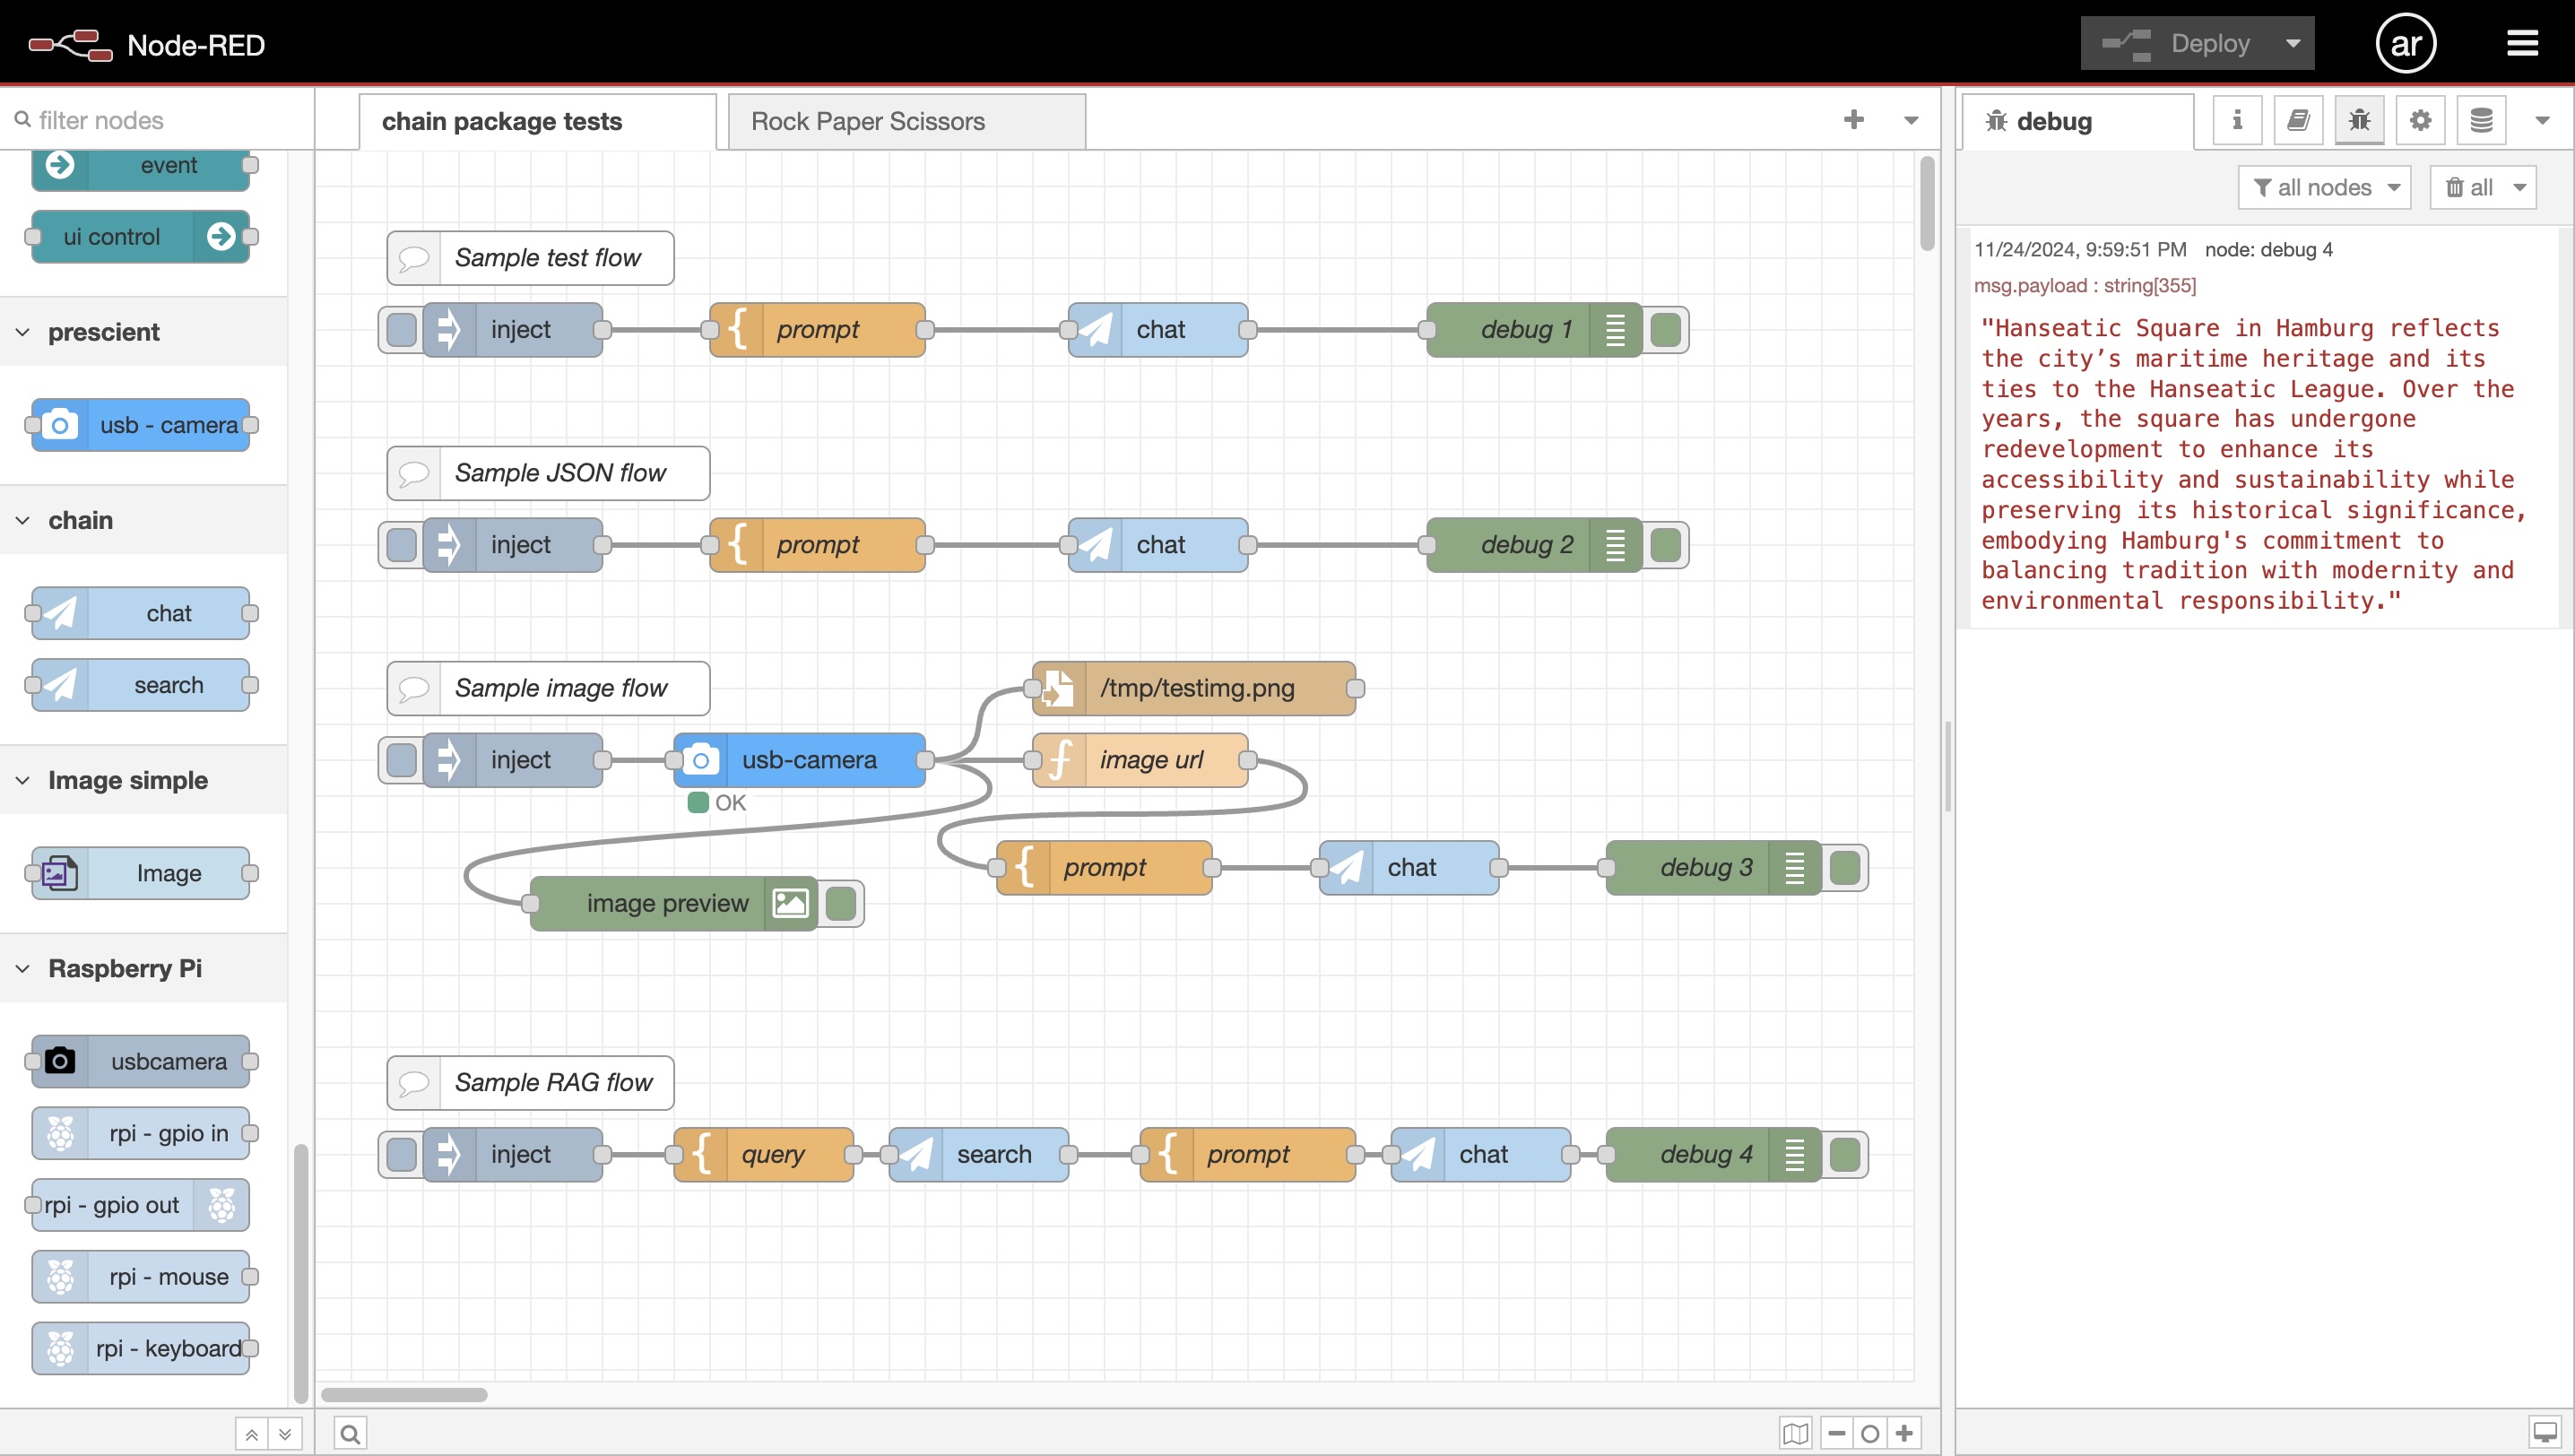 Node-RED
Deploy
ar
filter nodes
event
ui control
prescient
usb - camera
chain
chat
search
Image simple
Image
Raspberry Pi
usbcamera
rpi - gpio in
rpi - gpio out
rpi - mouse
rpi - keyboard
chain package tests
Rock Paper Scissors
Sample test flow
inject
prompt
chat
debug 1
Sample JSON flow
inject
prompt
chat
debug 2
Sample image flow
/tmp/testimg.png
inject
usb-camera
image url
OK
prompt
chat
debug 3
image preview
Sample RAG flow
inject
query
search
prompt
chat
debug 4
debug
all nodes
all
11/24/2024, 9:59:51 PM node: debug 4
msg.payload : string[355]
"Hanseatic Square in Hamburg reflects
the city’s maritime heritage and its
ties to the Hanseatic League. Over the
years, the square has undergone
redevelopment to enhance its
accessibility and sustainability while
preserving its historical significance,
embodying Hamburg's commitment to
balancing tradition with modernity and
environmental responsibility."